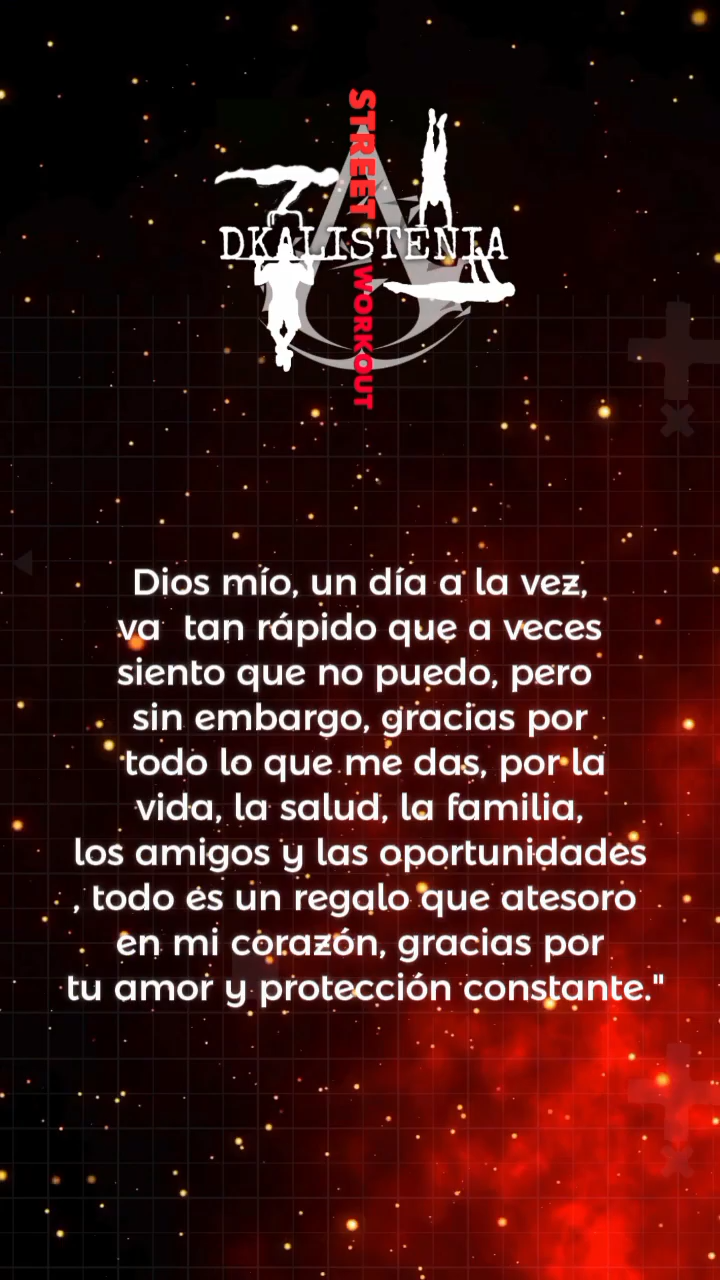 STREET WORKOUT
DKALISTENIA
Dios mío, un día a la vez,
va  tan rápido que a veces
siento que no puedo, pero
sin embargo, gracias por
todo lo que me das, por la
vida, la salud, la familia,
los amigos y las oportunidades
, todo es un regalo que atesoro
en mi corazón, gracias por
tu amor y protección constante."